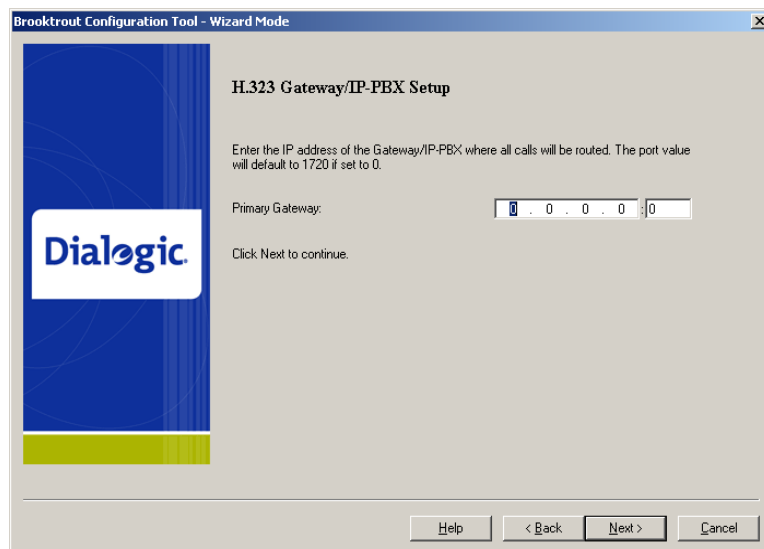 Brooktrout Configuration Tool - Wizard Mode
H.323 Gateway/IP-PBX Setup
Enter the IP address of the Gateway/IP-PBX where all calls will be routed. The port value
will default to 1720 if set to 0.
Primary Gateway: 0 . 0 . 0 . 0 : 0
Dialogic.
Click Next to continue.
Help < Back Next > Cancel